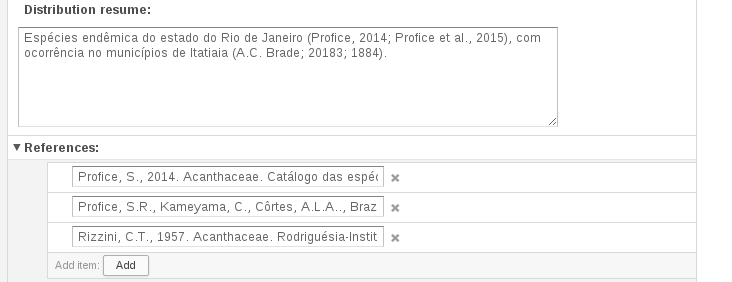 Distribution resume:
Espécies endêmica do estado do Rio de Janeiro (Profice, 2014; Profice et al., 2015), com
ocorrência no municípios de Itatiaia (A.C. Brade; 20183; 1884).
▼ References:
Profice, S., 2014. Acanthaceae. Catálogo das espéc
Profice, S.R., Kameyama, C., Côrtes, A.L.A.., Braz
Rizzini, C.T., 1957. Acanthaceae. Rodriguésia-Instit
Add item: Add